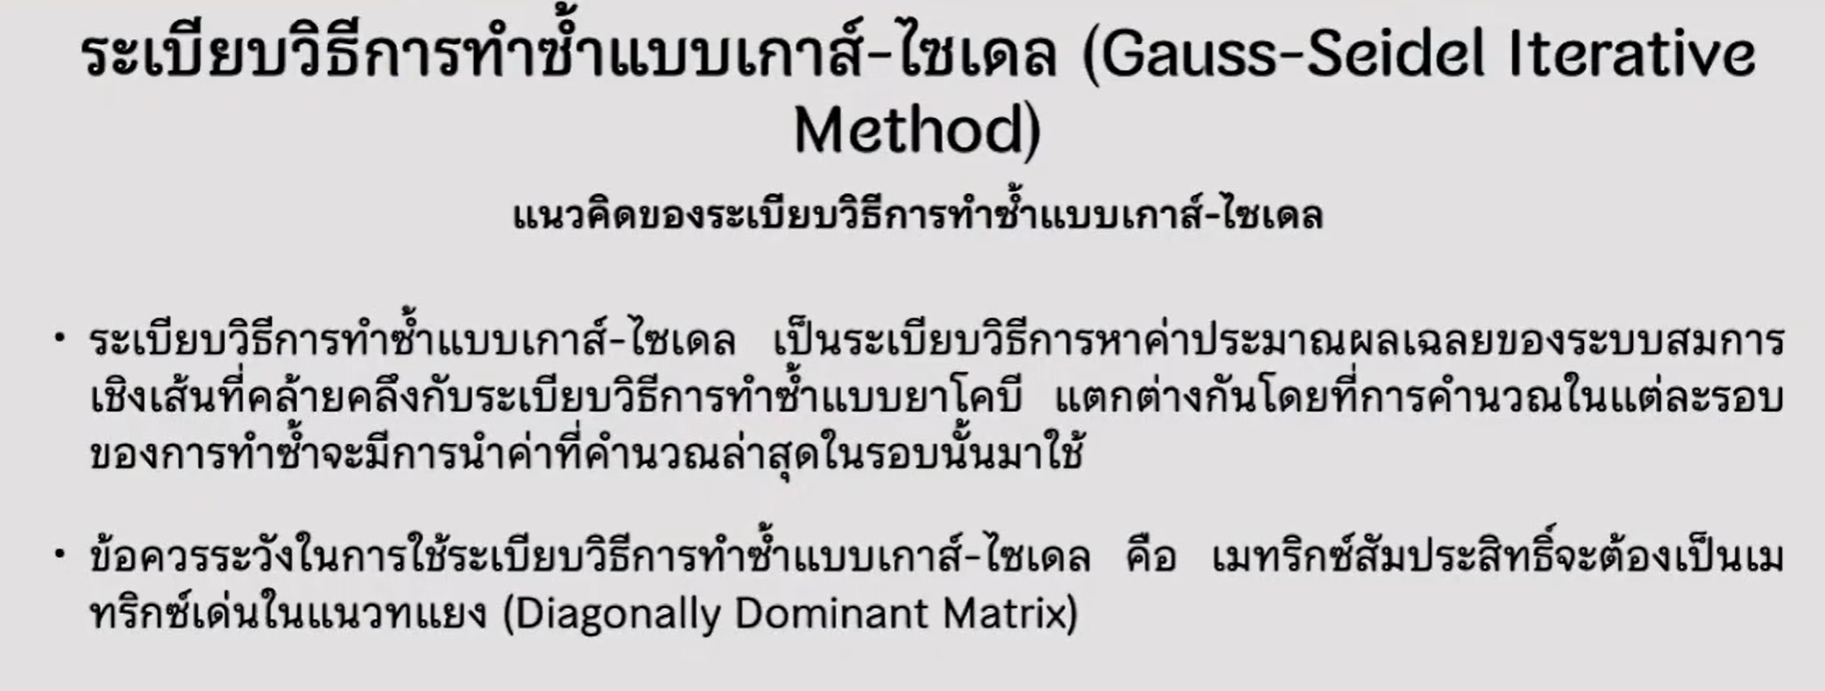 ระเบียบวิธีการทำซ้ำแบบเกาส์-ไซเดล (Gauss-Seidel Iterative
Method)
แนวคิดของระเบียบวิธีการทำซ้ำแบบเกาส์-ไซเดล
• ระเบียบวิธีการทำซ้ำแบบเกาส์-ไซเดล เป็นระเบียบวิธีการหาค่าประมาณผลเฉลยของระบบสมการ
เชิงเส้นที่คล้ายคลึงกับระเบียบวิธีการทำซ้ำแบบยาโคบี แตกต่างกันโดยที่การคำนวณในแต่ละรอบ
ของการทำซ้ำจะมีการนำค่าที่คำนวณล่าสุดในรอบนั้นมาใช้
• ข้อควรระวังในการใช้ระเบียบวิธีการทำซ้ำแบบเกาส์-ไซเดล คือ เมทริกซ์สัมประสิทธิ์จะต้องเป็นเม
ทริกซ์เด่นในแนวทแยง (Diagonally Dominant Matrix)